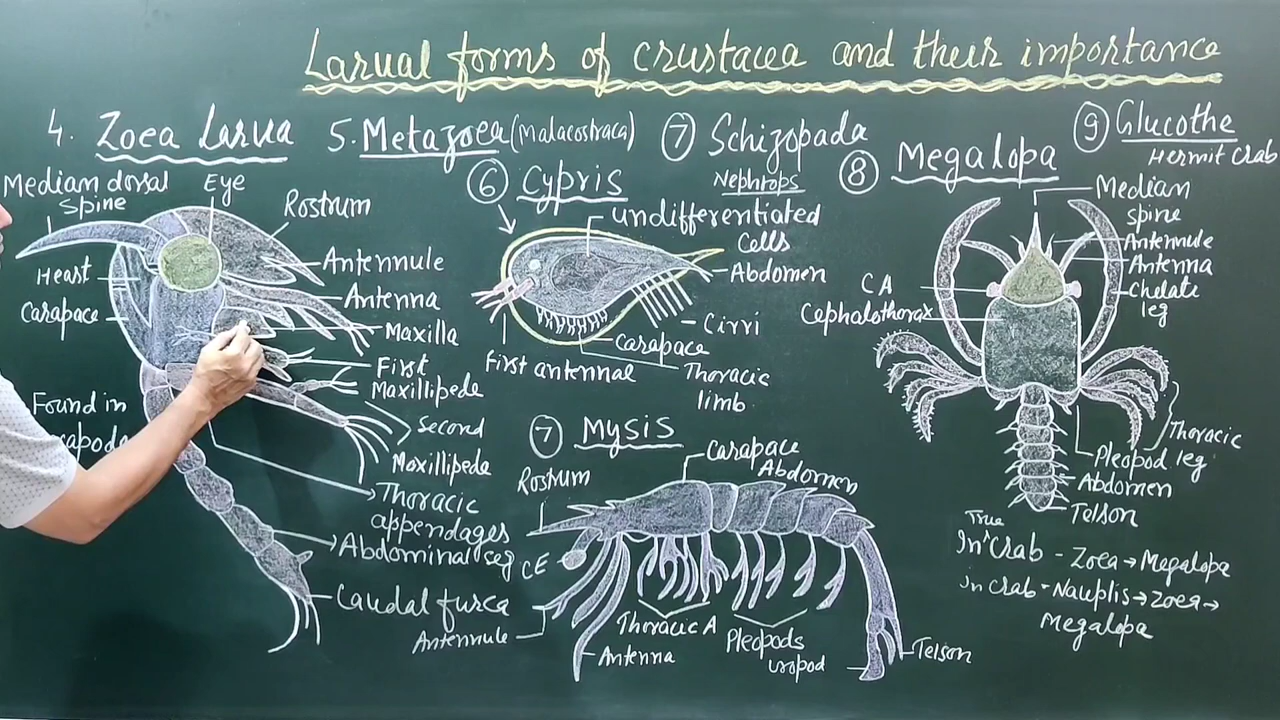 Larval forms of crustacea and their importance
4. Zoea Larva
5. Metazoea (Malacostraca)
⑦ Schizopada
Nephrops
⑧ Megalopa
⑨ Glucothe
Hermit Crab
Median dorsal
spine
Eye
Rostrum
Heart
Carapace
Antennule
Antenna
Maxilla
First
Maxillipede
Second
Maxillipede
Found in
Thoracic
appendages
Abdominal seg
Caudal furca
⑥ Cypris
undifferentiated
Cells
Abdomen
Cirri
Carapace
First antennal
Thoracic
limb
⑦ Mysis
Rostrum
Carapace
Abdomen
CE
Antennule
Thoracic A
Antenna
Pleopods
uropod
Telson
Median
spine
Antennule
Antenna
Chelate
leg
CA
Cephalothorax
Thoracic
Pleopod leg
Abdomen
Telson
True
In ^ Crab - Zoea → Megalopa
in Crab - Nauplis → Zoea →
Megalopa